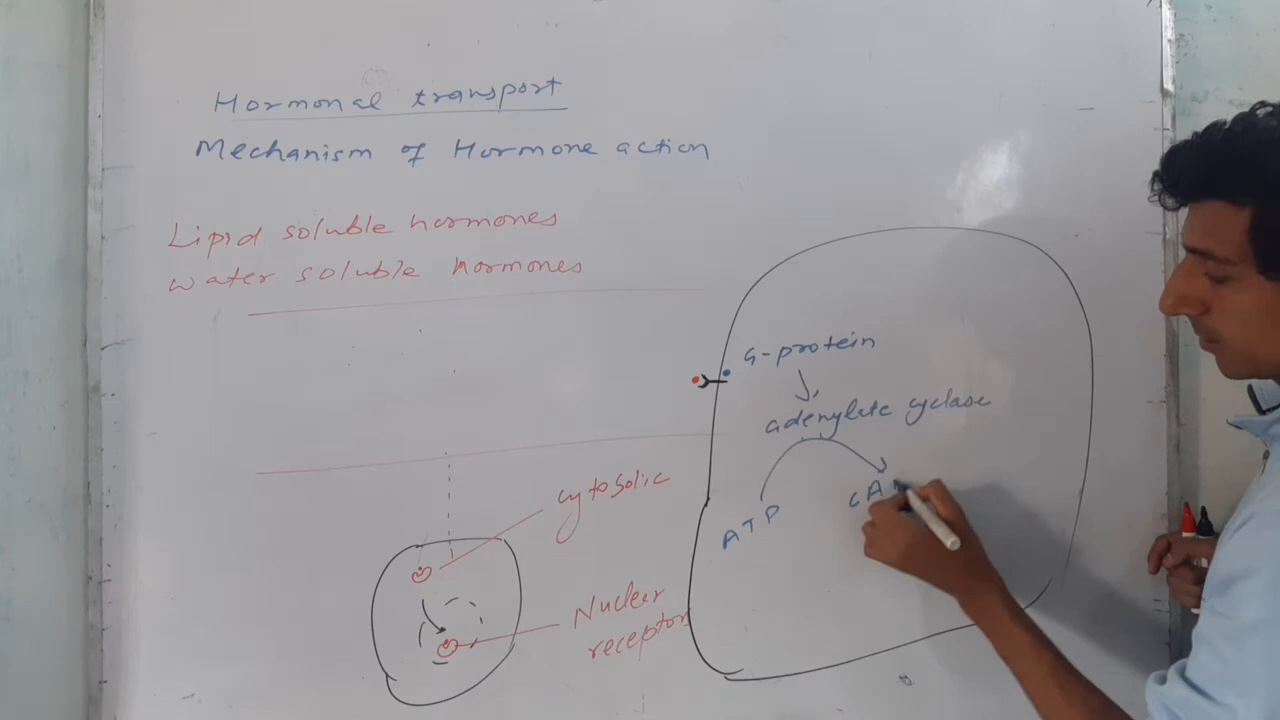 Hormonal transport
Mechanism of Hormone action
Lipid soluble hormones
water soluble hormones
G-protein
adenylate cyclase
ATP
cA
cytosolic
Nuclear
receptor